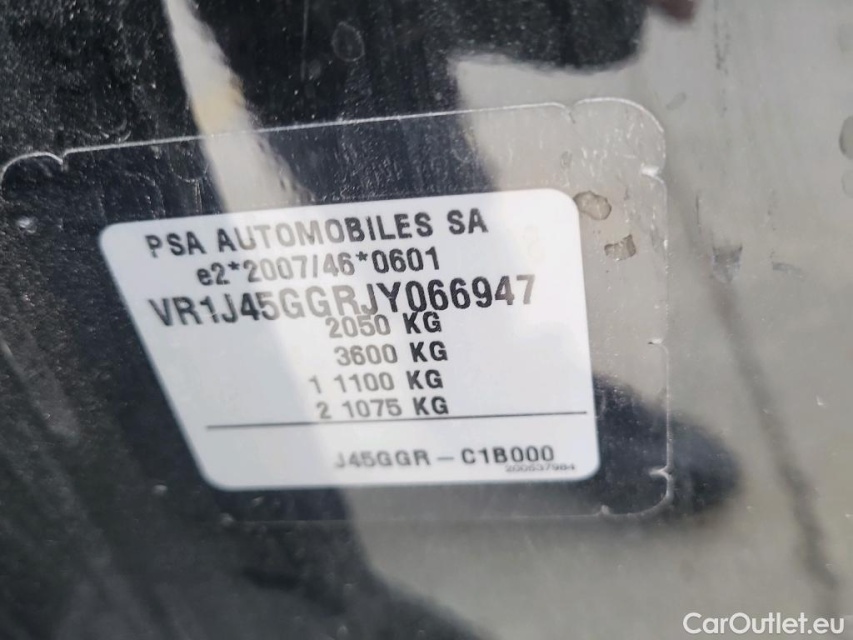 PSA AUTOMOBILES SA
e2*2007/46*0601
VR1J45GGRJY066947
2050 KG
3600 KG
1 1100 KG
2 1075 KG
J45GGR-C1B000
CarOutlet.eu